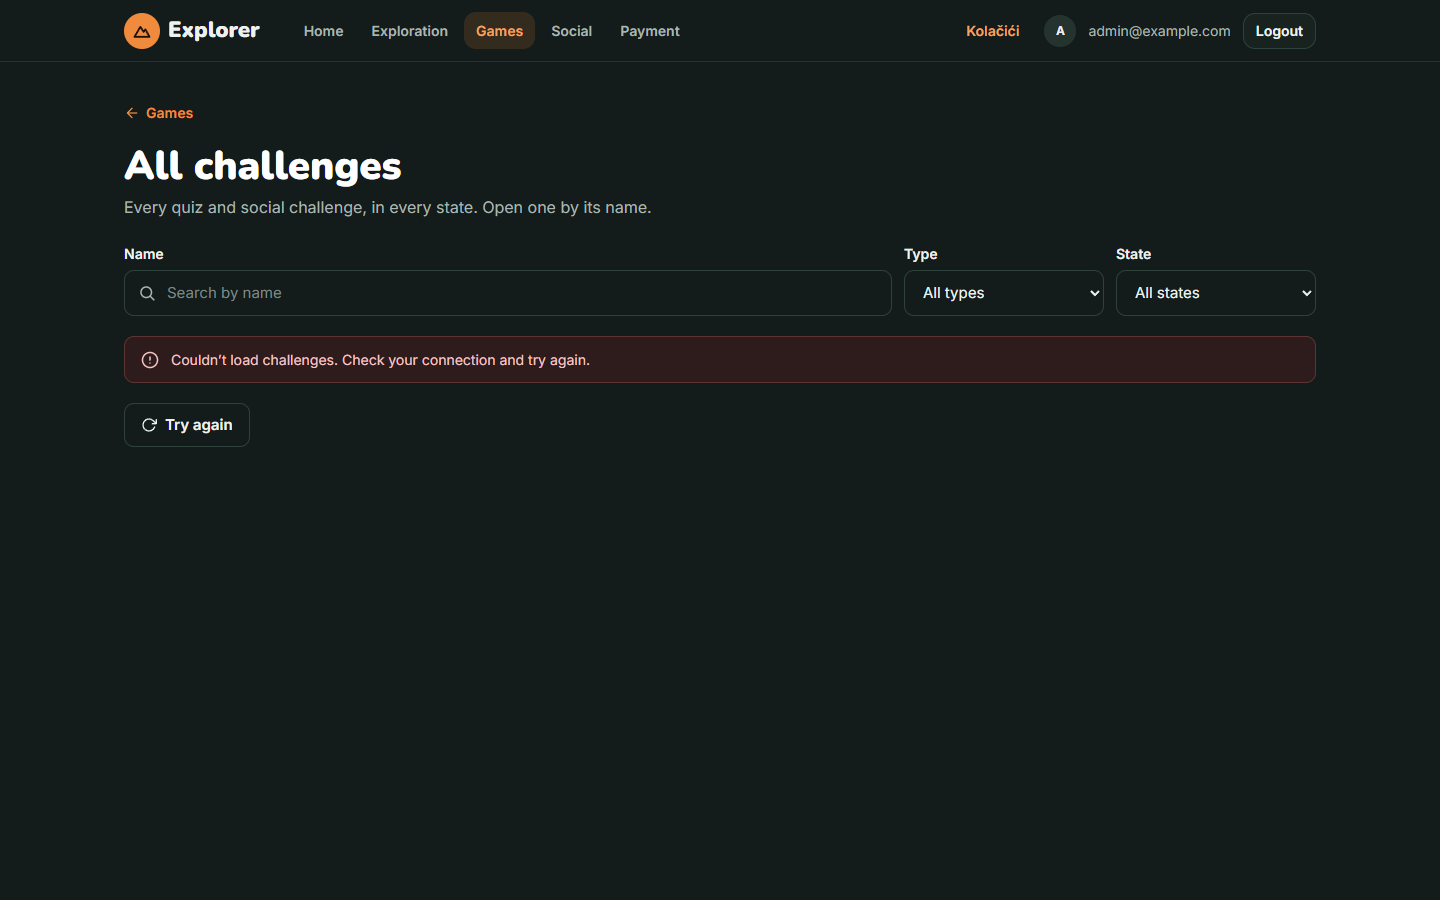 Explorer
Home
Exploration
Games
Social
Payment
Kolačići
A
admin@example.com
Logout
Games
All challenges
Every quiz and social challenge, in every state. Open one by its name.
Name
Type
State
Search by name
All types
All states
Couldn’t load challenges. Check your connection and try again.
Try again